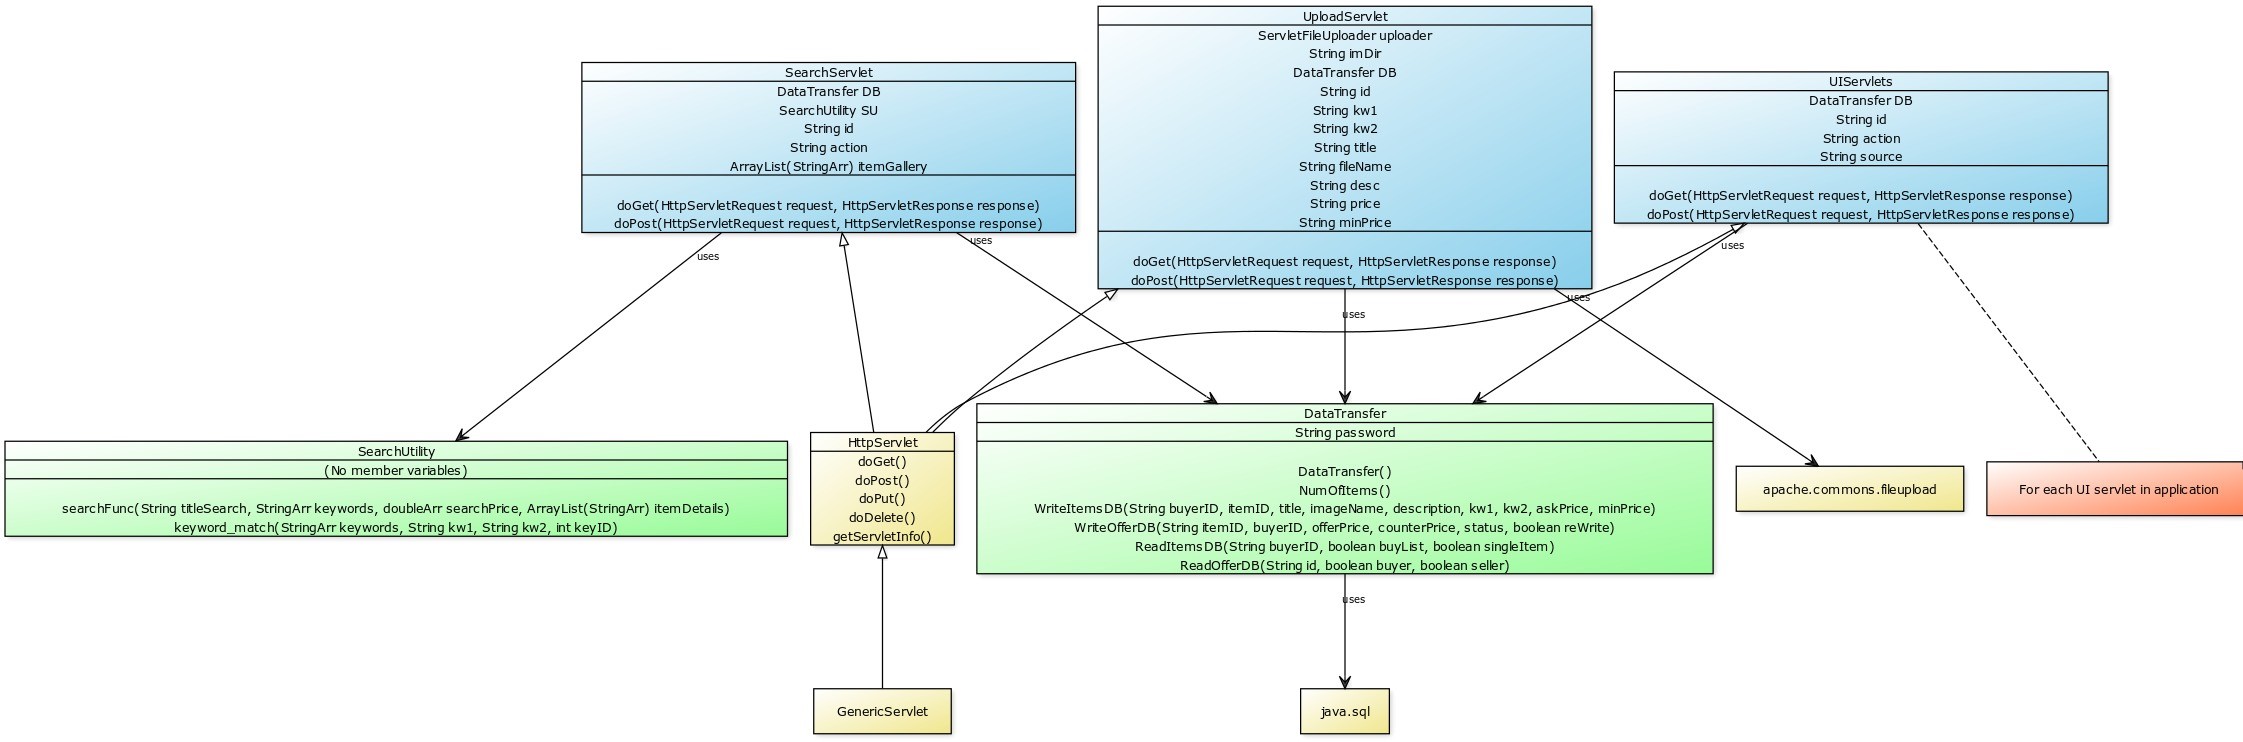 UploadServlet
ServletFileUploader uploader
String imDir
DataTransfer DB
String id
String kw1
String kw2
String title
String fileName
String desc
String price
String minPrice
doGet(HttpServletRequest request, HttpServletResponse response)
doPost(HttpServletRequest request, HttpServletResponse response)
SearchServlet
DataTransfer DB
SearchUtility SU
String id
String action
ArrayList(StringArr) itemGallery
doGet(HttpServletRequest request, HttpServletResponse response)
doPost(HttpServletRequest request, HttpServletResponse response)
UIServlets
DataTransfer DB
String id
String action
String source
doGet(HttpServletRequest request, HttpServletResponse response)
doPost(HttpServletRequest request, HttpServletResponse response)
uses
uses
uses
uses
uses
SearchUtility
(No member variables)
searchFunc(String titleSearch, StringArr keywords, doubleArr searchPrice, ArrayList(StringArr) itemDetails)
keyword_match(StringArr keywords, String kw1, String kw2, int keyID)
HttpServlet
doGet()
doPost()
doPut()
doDelete()
getServletInfo()
DataTransfer
String password
DataTransfer()
NumOfItems()
WriteItemsDB(String buyerID, itemID, title, imageName, description, kw1, kw2, askPrice, minPrice)
WriteOfferDB(String itemID, buyerID, offerPrice, counterPrice, status, boolean reWrite)
ReadItemsDB(String buyerID, boolean buyList, boolean singleItem)
ReadOfferDB(String id, boolean buyer, boolean seller)
apache.commons.fileupload
For each UI servlet in application
uses
GenericServlet
java.sql